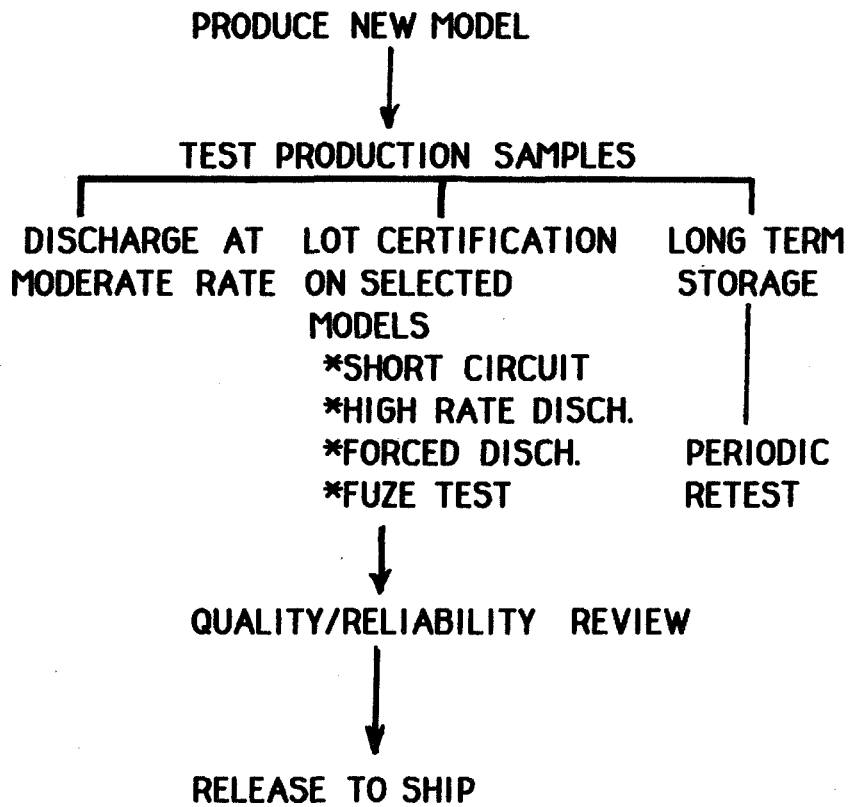 PRODUCE NEW MODEL
TEST PRODUCTION SAMPLES
DISCHARGE AT
MODERATE RATE
LOT CERTIFICATION
ON SELECTED
MODELS
*SHORT CIRCUIT
*HIGH RATE DISCH.
*FORCED DISCH.
*FUZE TEST
LONG TERM
STORAGE
PERIODIC
RETEST
QUALITY/RELIABILITY REVIEW
RELEASE TO SHIP